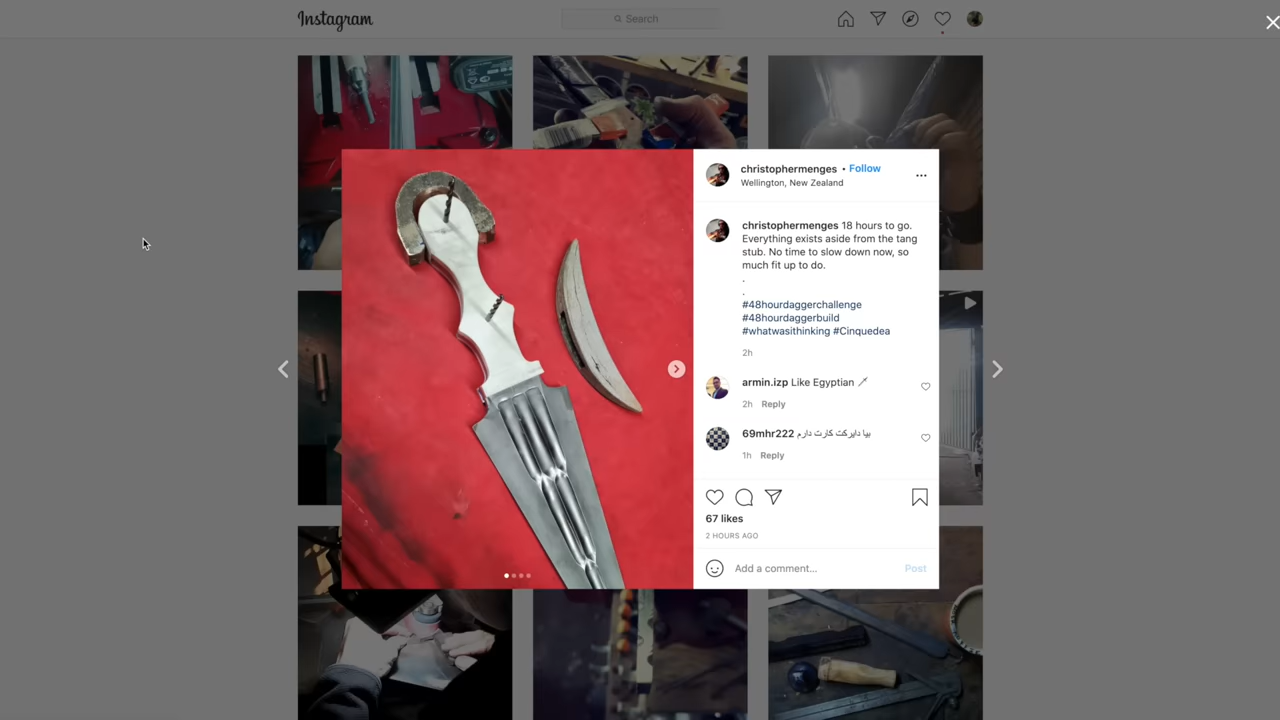 Instagram
Search
christophermenges • Follow
Wellington, New Zealand
christophermenges 18 hours to go.
Everything exists aside from the tang
stub. No time to slow down now, so
much fit up to do.
.
.
#48hourdaggerchallenge
#48hourdaggerbuild
#whatwasithinking #Cinquedea
2h
armin.izp Like Egyptian 🗡
2h Reply
69mhr222 بیا دایرکت کارت دارم
1h Reply
67 likes
2 HOURS AGO
Add a comment... Post